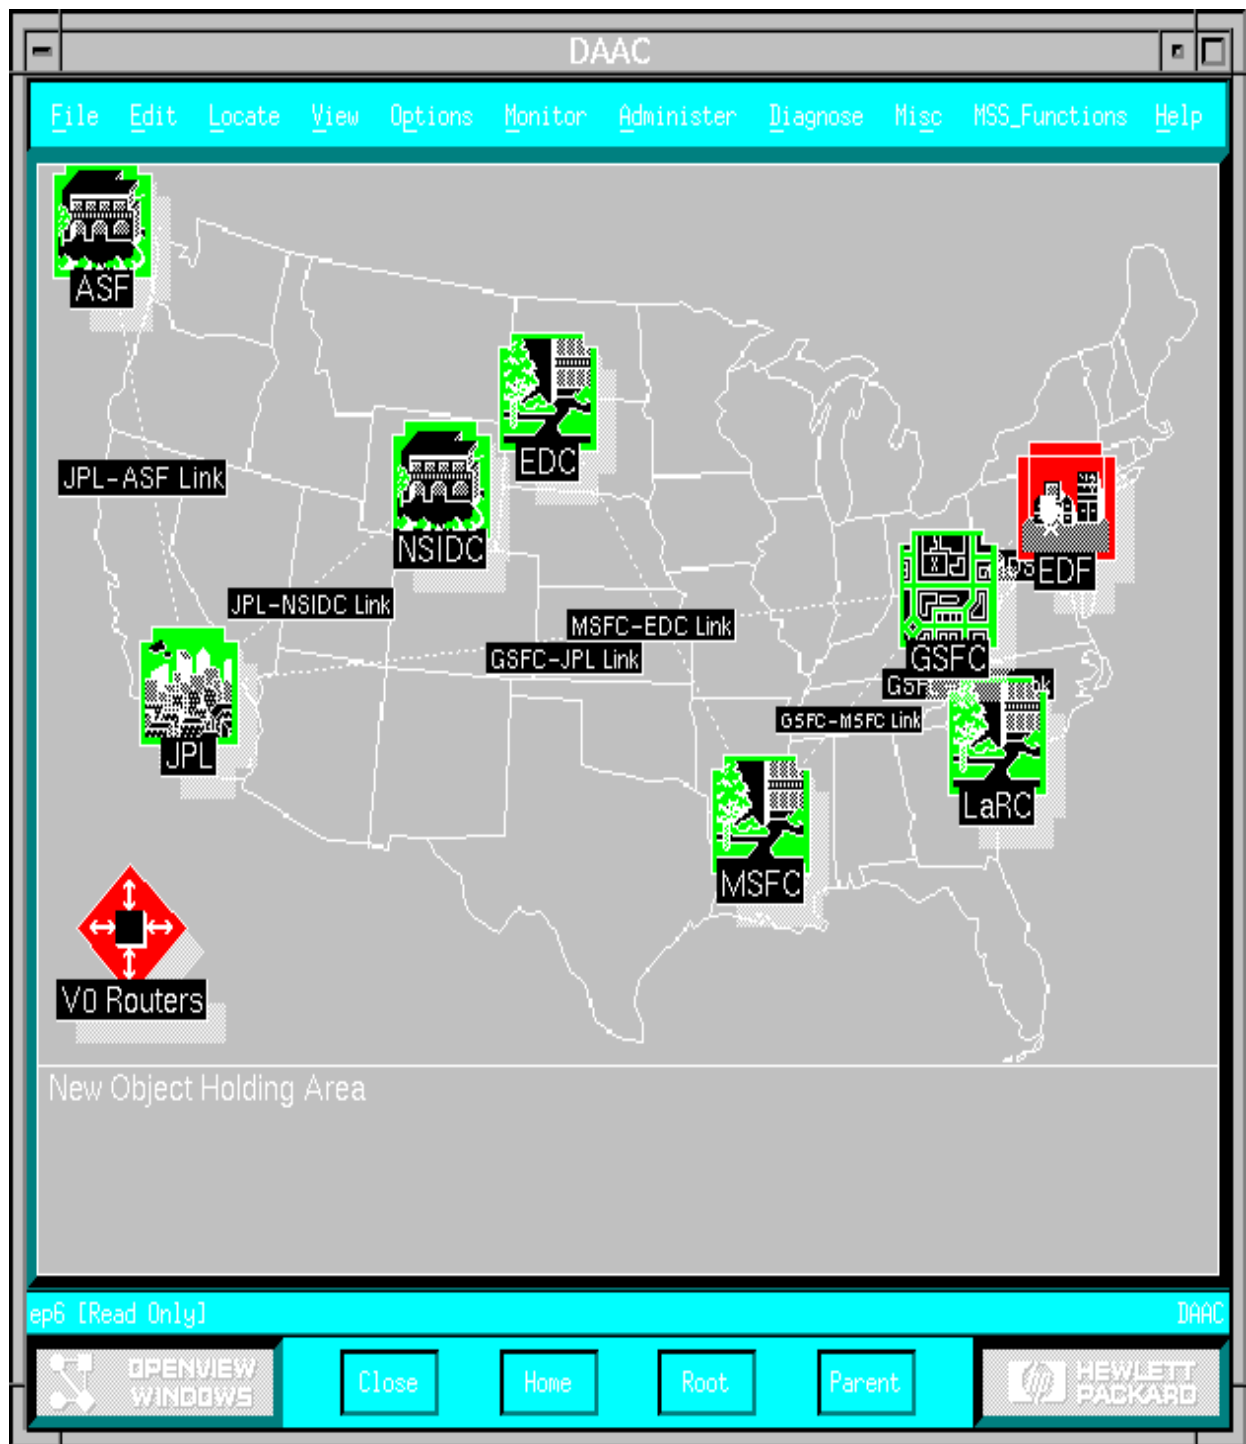 DAAC
File Edit Locate View Options Monitor Administer Diagnose Misc MSS_Functions Help
ASF
EDC
JPL-ASF Link
NSIDC
EDF
JPL-NSIDC Link
MSFC-EDC Link
GSFC-JPL Link
GSFC
GSFC-MSFC Link
JPL
LaRC
MSFC
V0 Routers
New Object Holding Area
ep6 [Read Only] DAAC
OPENVIEW
WINDOWS
Close Home Root Parent
hp HEWLETT
PACKARD